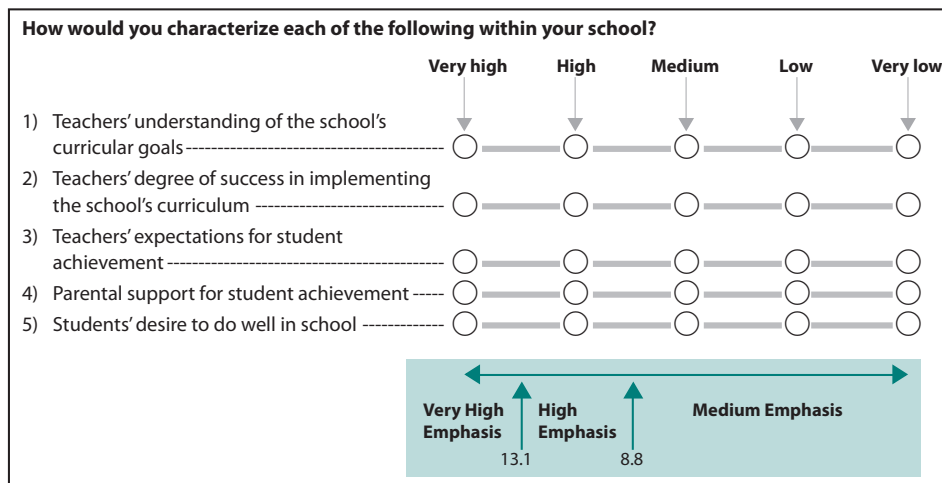 How would you characterize each of the following within your school?
Very high High Medium Low Very low
1) Teachers’ understanding of the school’s
curricular goals
2) Teachers’ degree of success in implementing
the school’s curriculum
3) Teachers’ expectations for student
achievement
4) Parental support for student achievement
5) Students’ desire to do well in school
Very High High Medium Emphasis
Emphasis Emphasis
13.1 8.8